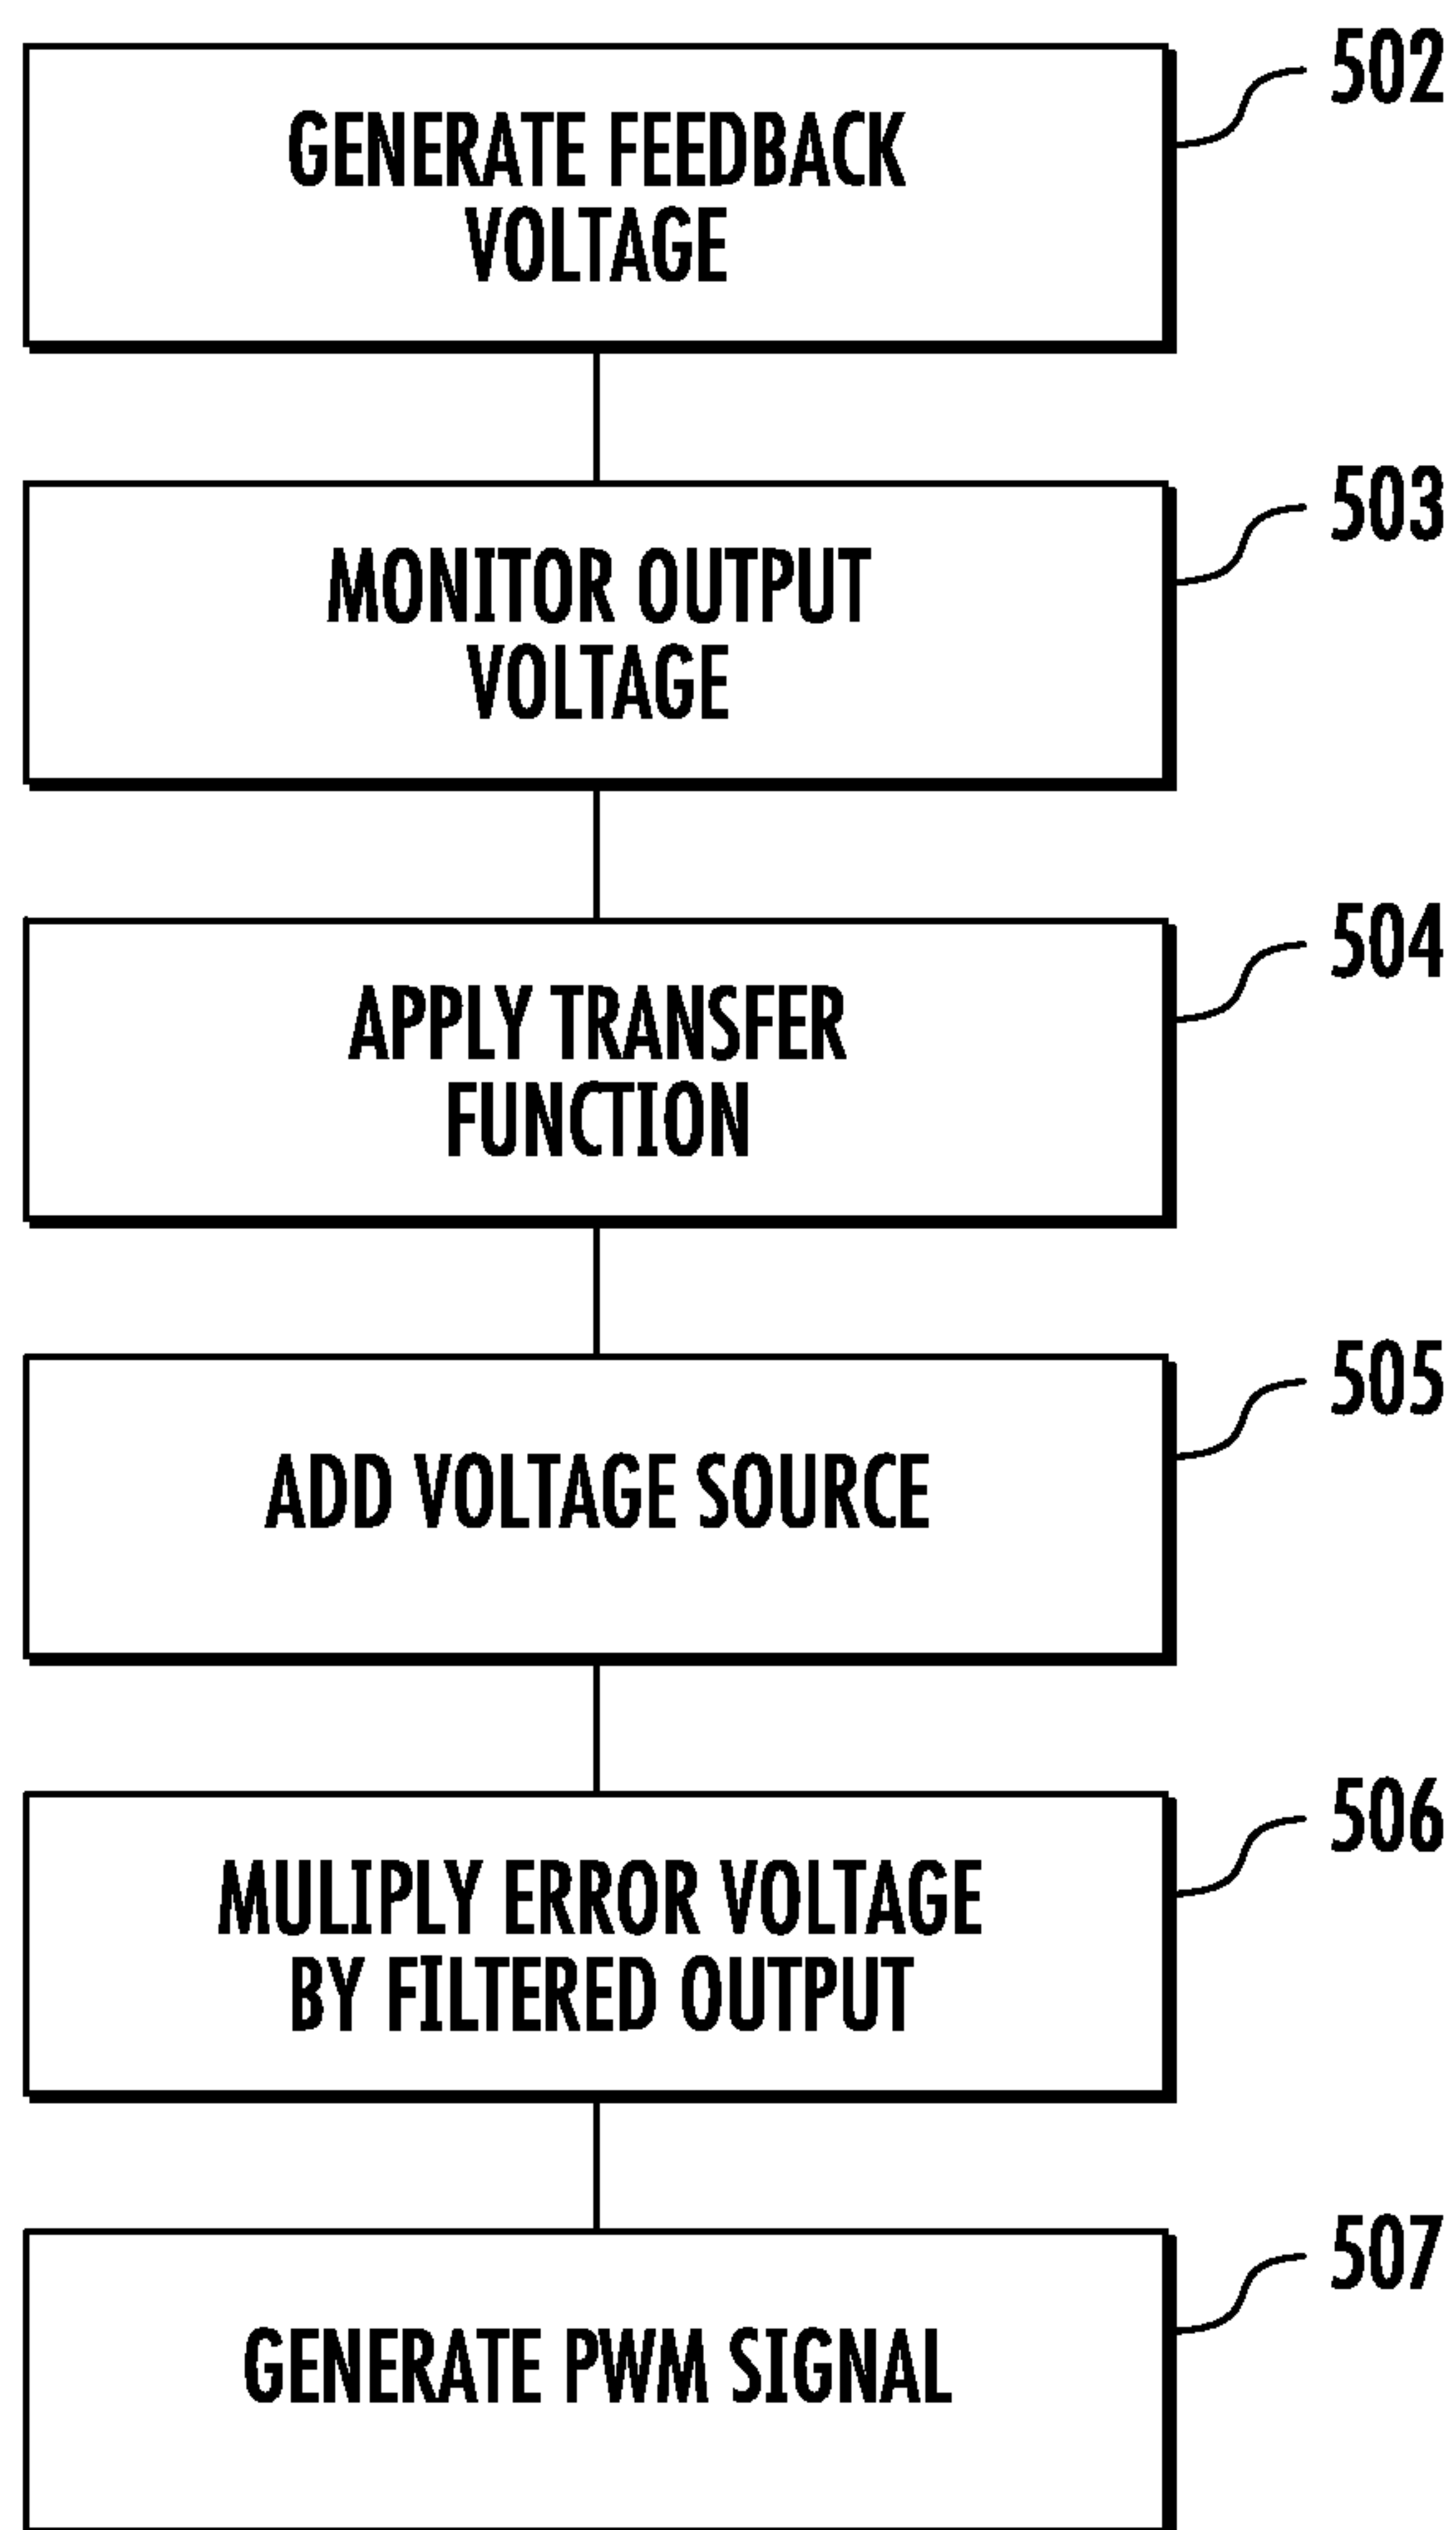 502
GENERATE FEEDBACK
VOLTAGE
503
MONITOR OUTPUT
VOLTAGE
504
APPLY TRANSFER
FUNCTION
505
ADD VOLTAGE SOURCE
506
MULIPLY ERROR VOLTAGE
BY FILTERED OUTPUT
507
GENERATE PWM SIGNAL